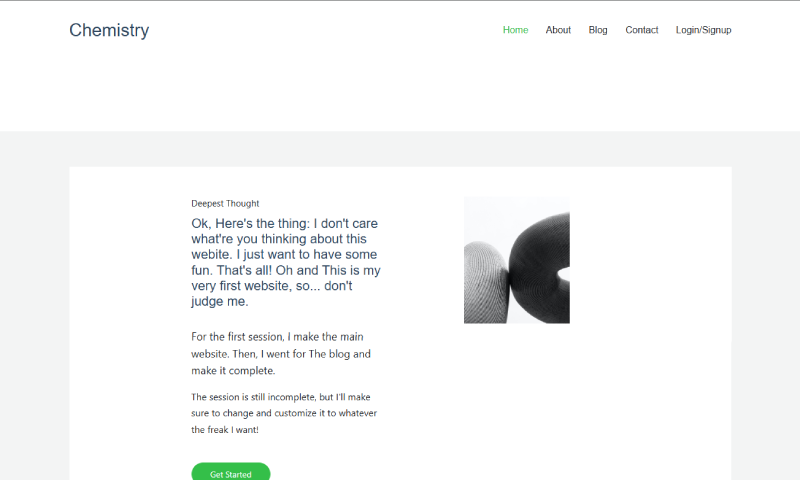 Chemistry
Home About Blog Contact Login/Signup
Deepest Thought
Ok, Here's the thing: I don't care
what're you thinking about this
webite. I just want to have some
fun. That's all! Oh and This is my
very first website, so... don't
judge me.
For the first session, I make the main
website. Then, I went for The blog and
make it complete.
The session is still incomplete, but I'll make
sure to change and customize it to whatever
the freak I want!
Get Started